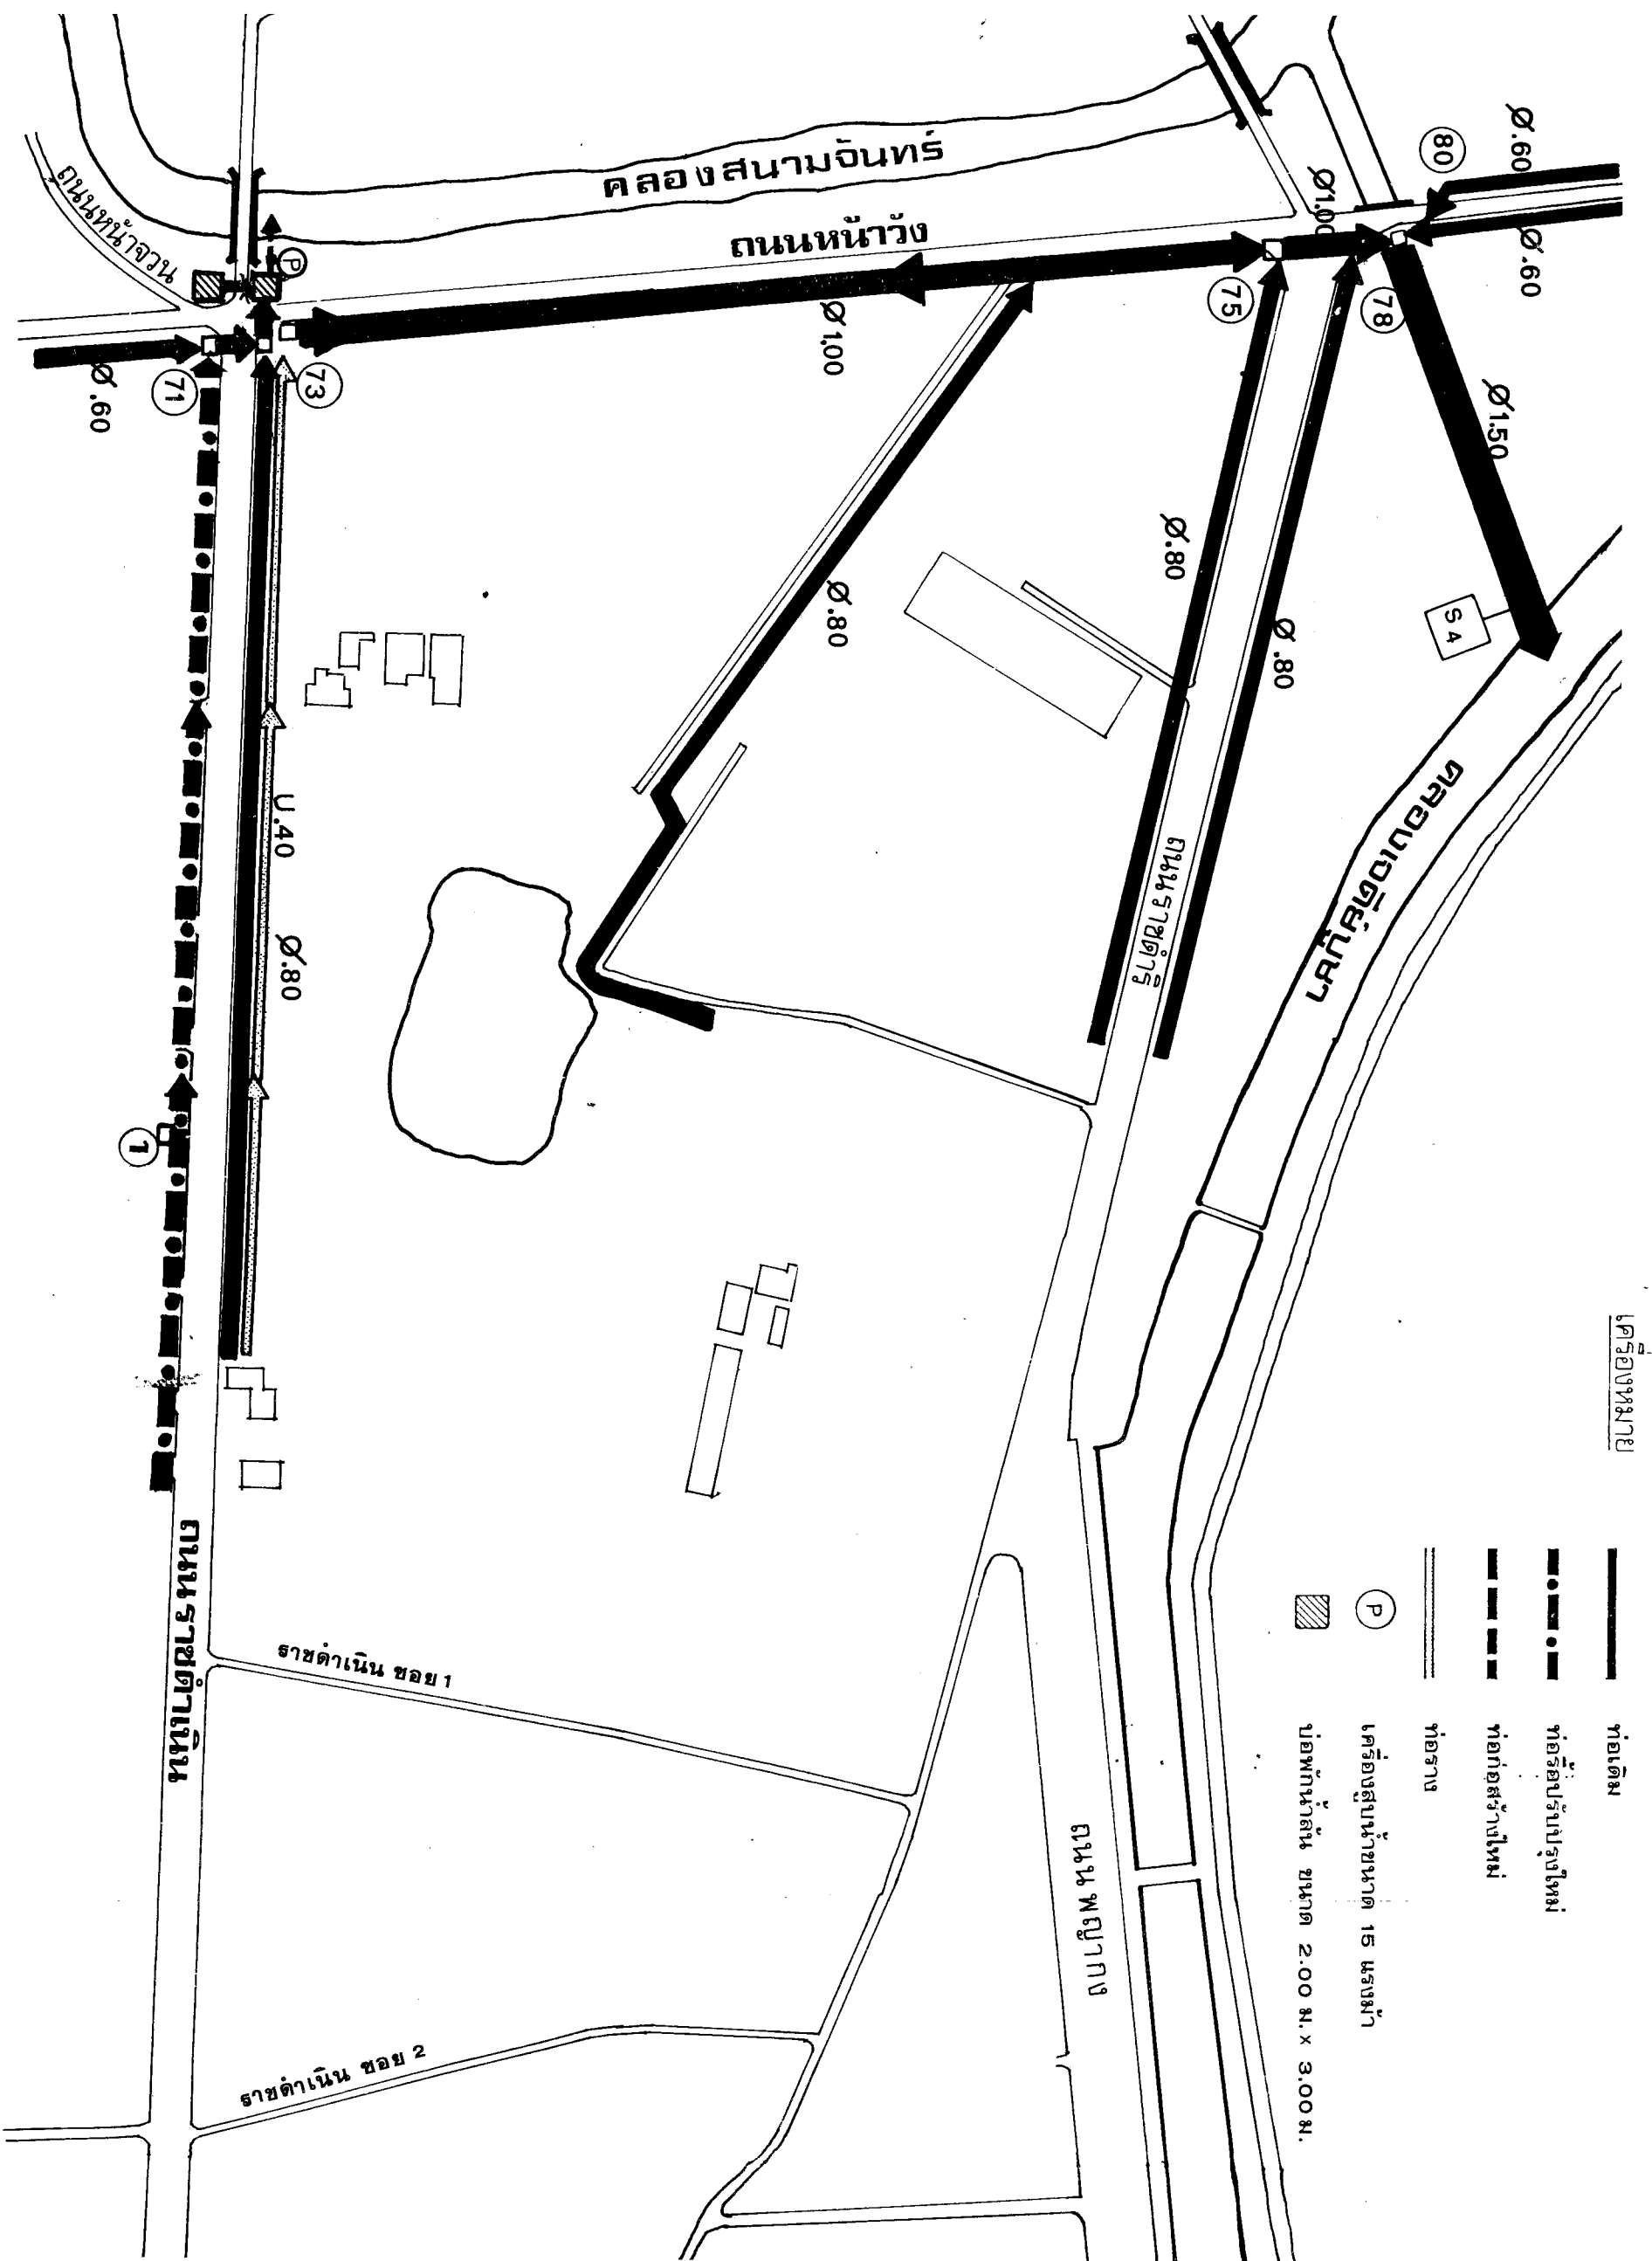 เครื่องหมาย
ท่อเดิม
ท่อรื้อปรับปรุงใหม่
ท่อก่อสร้างใหม่
ท่อราง
P
เครื่องสูบน้ำขนาด 15 แรงม้า
บ่อพักน้ำล้น ขนาด 2.00 ม. x 3.00 ม.
Ø.60
80
Ø.60
Ø1.00
78
75
Ø1.50
S 4
คลองเจดีย์บูชา
คลองสนามจันทร์
ถนนหน้าวัง
Ø1.00
Ø.80
Ø.80
Ø.80
ถนนราชดำริ
ถนนหน้าจวน
P
73
71
Ø.60
U.40
Ø.80
1
ถนนราชดำเนิน
ราชดำเนิน ซอย 1
ราชดำเนิน ซอย 2
ถนนพญากง